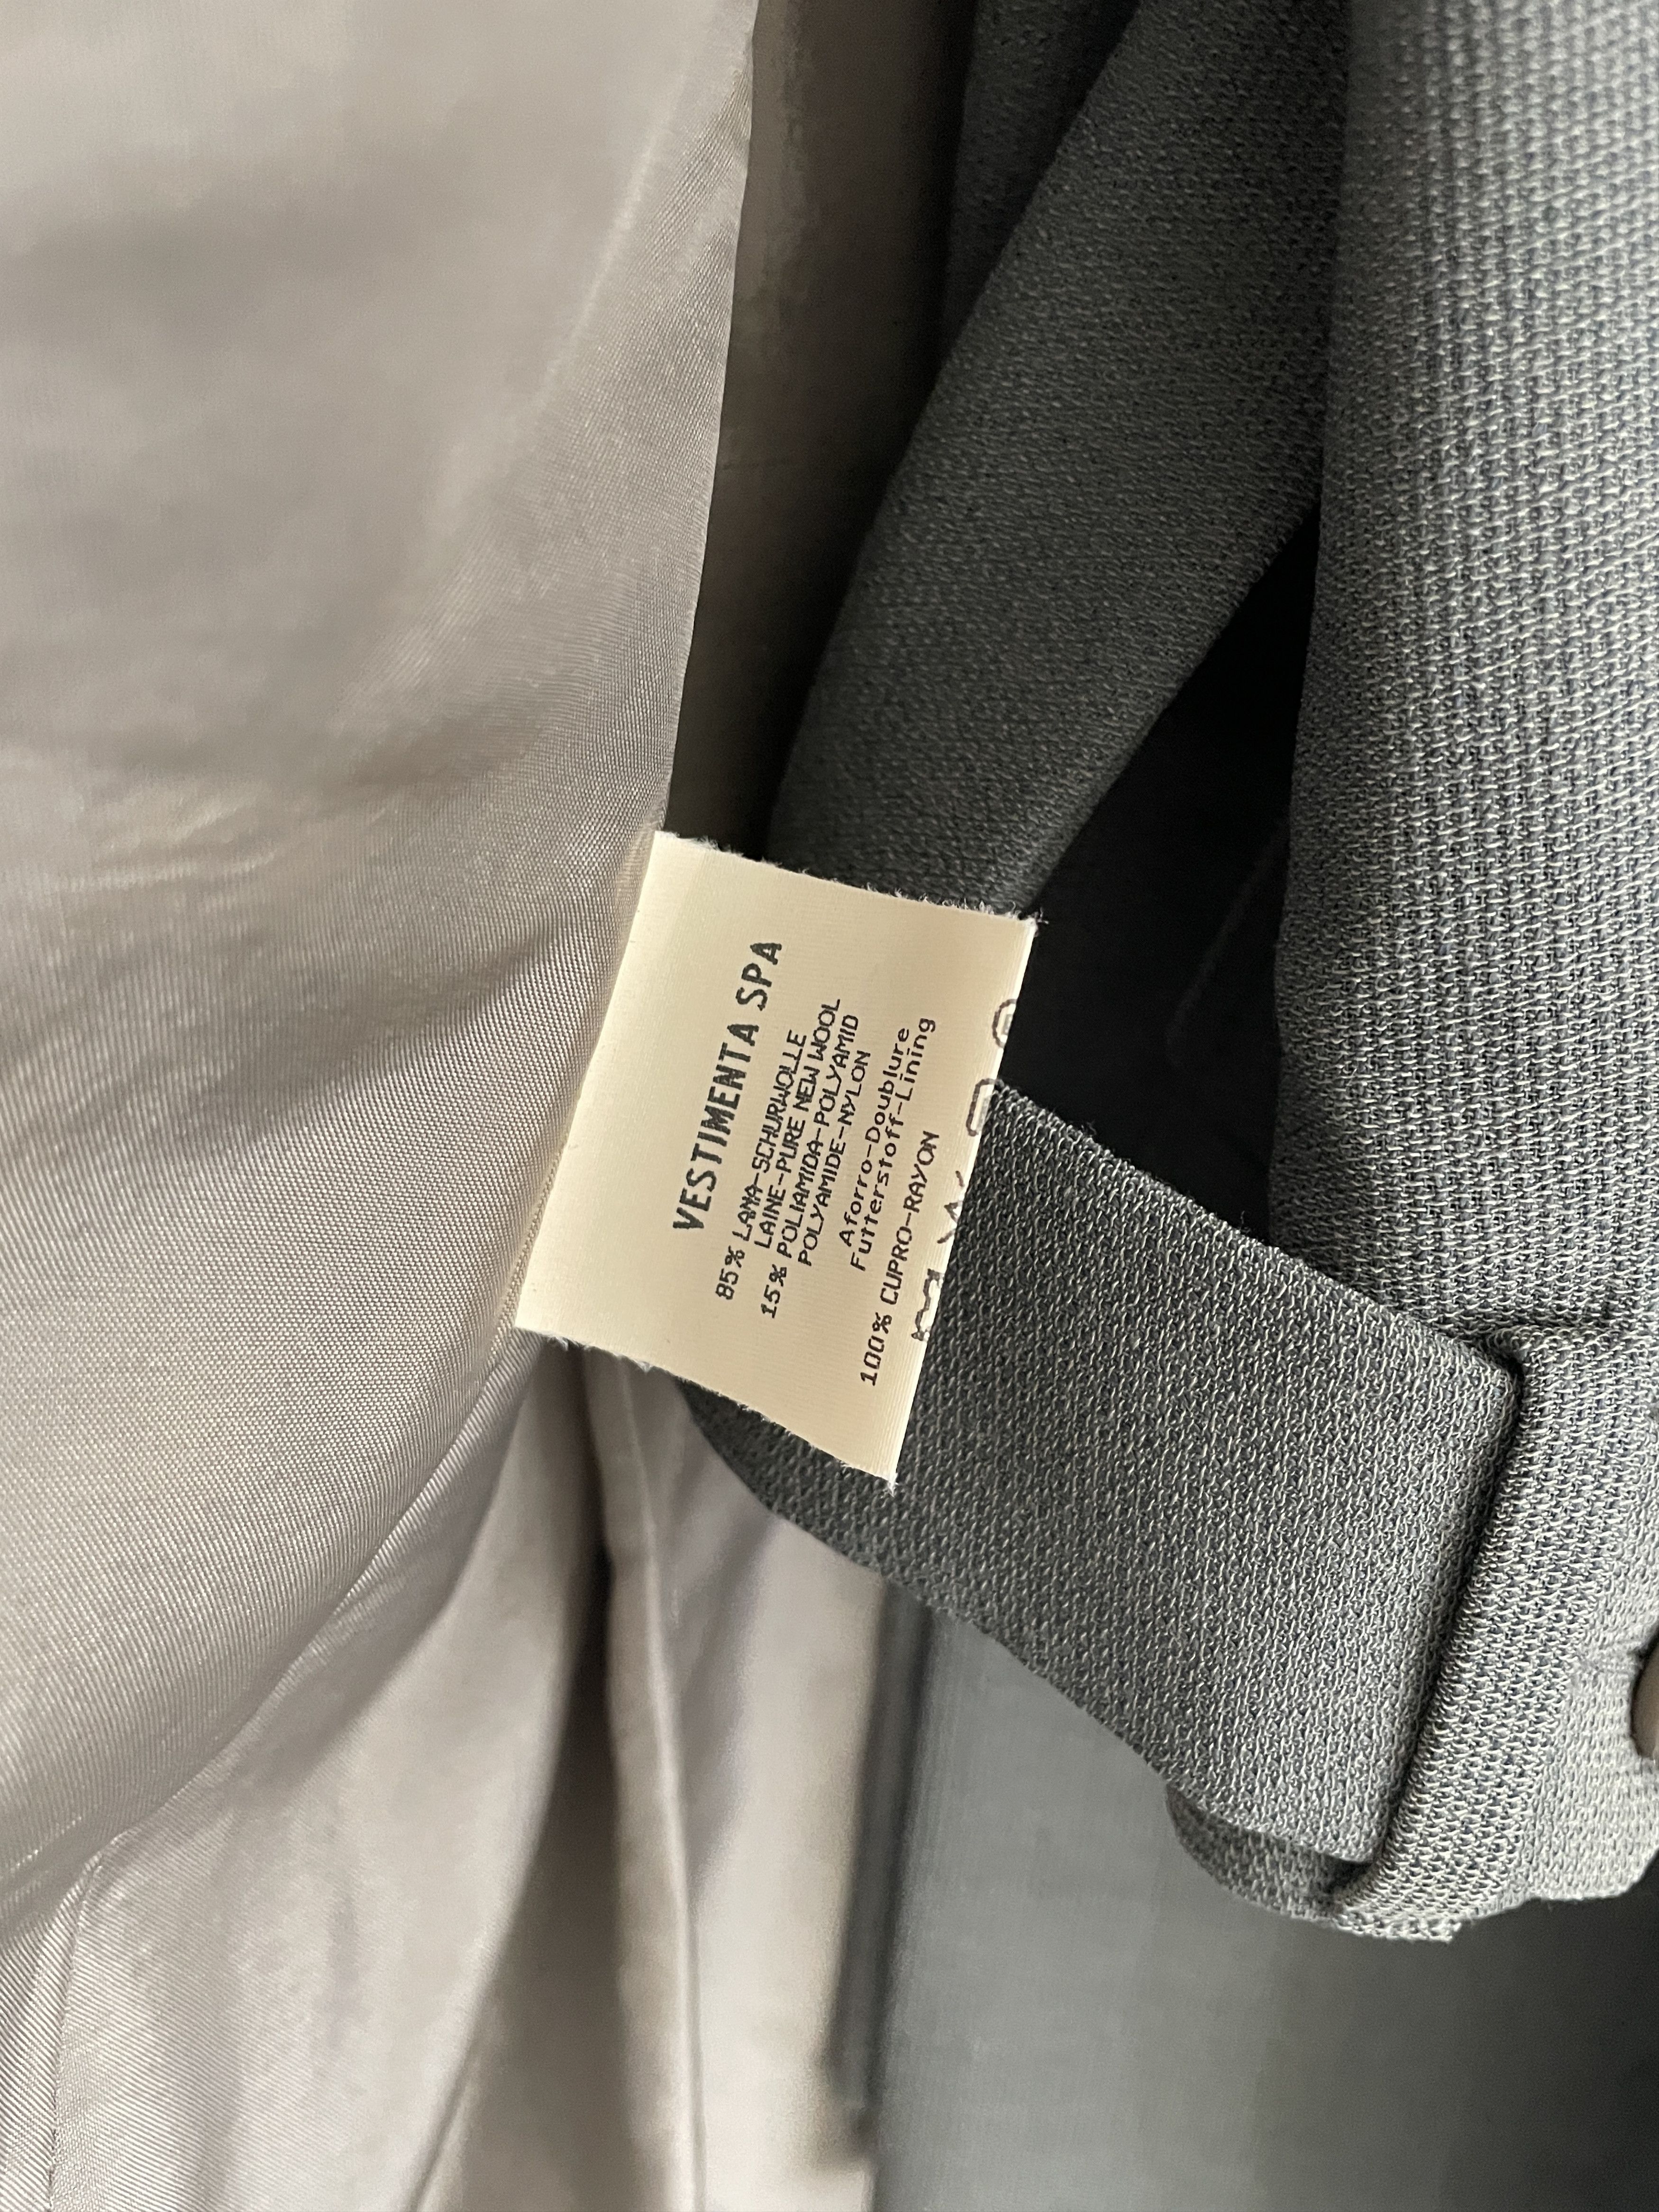 VESTIMENTA SPA
85% LANA-SCHURWOLLE
LAINE-PURE NEW WOOL
15% POLIAMIDA-POLYAMID
POLYAMIDE-NYLON
Aforro-Doublure
Futterstoff-Lining
100% CUPRO-RAYON